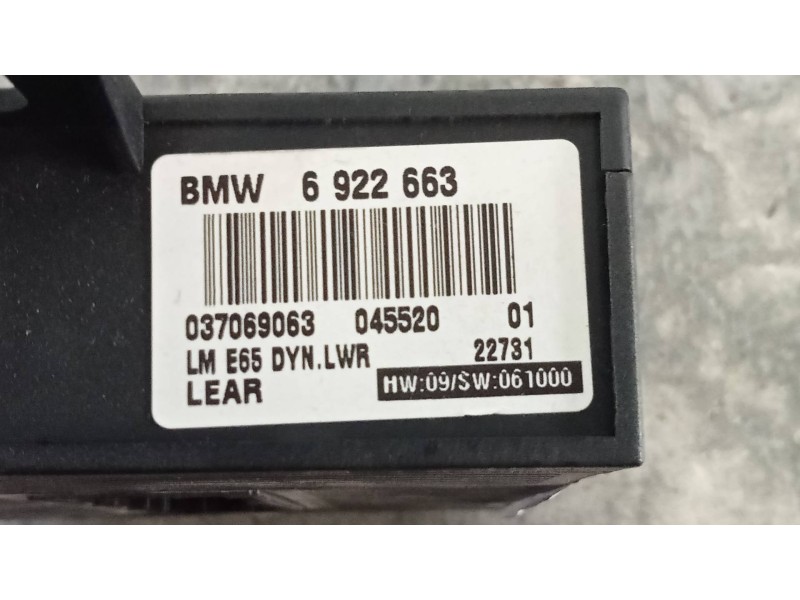 BMW 6 922 663
037069063 045520 01
LM E65 DYN.LWR 22731
LEAR HW:09/SW:061000